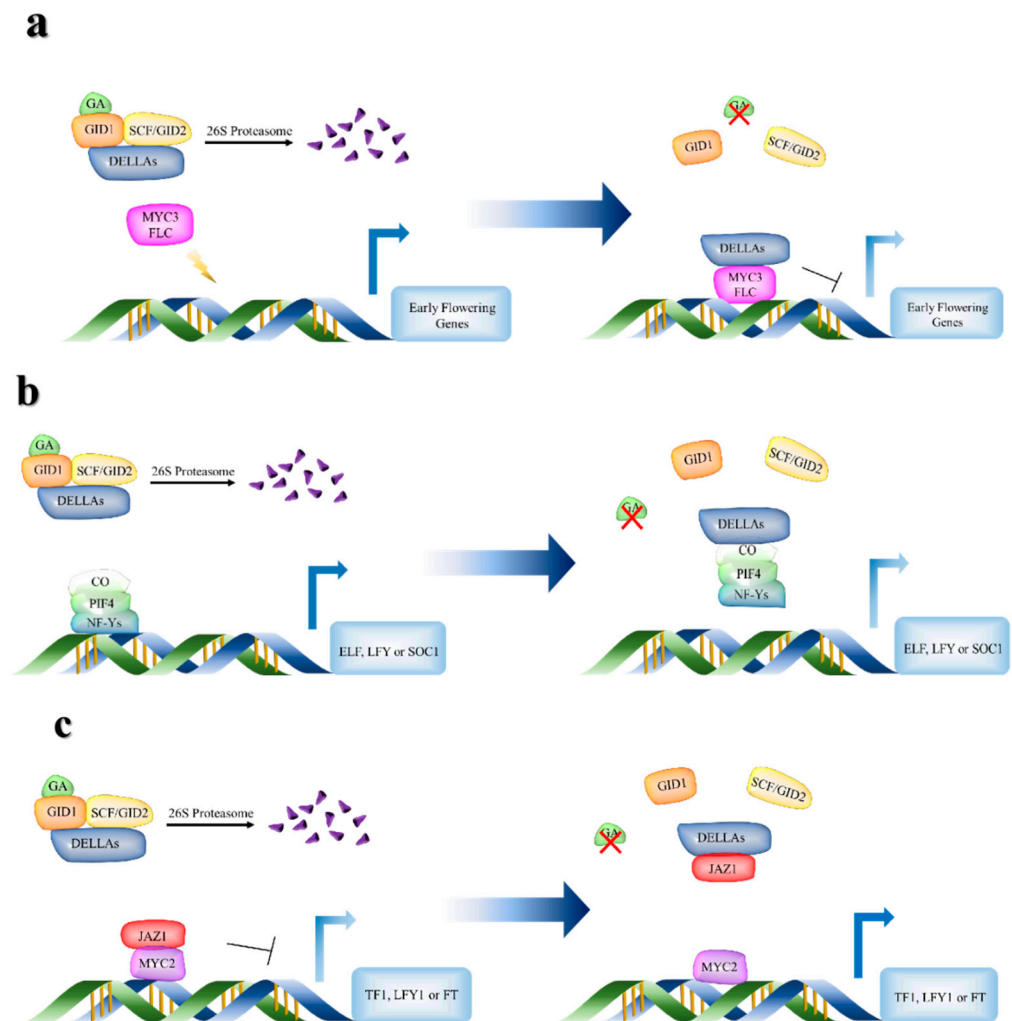 a
GA
GID1
SCF/GID2
DELLAs
26S Proteasome
MYC3
FLC
Early Flowering
Genes
GA
GID1
SCF/GID2
DELLAs
MYC3
FLC
Early Flowering
Genes
b
GA
GID1
SCF/GID2
DELLAs
26S Proteasome
CO
PIF4
NF-Ys
ELF, LFY or SOC1
GID1
SCF/GID2
GA
DELLAs
CO
PIF4
NF-Ys
ELF, LFY or SOC1
c
GA
GID1
SCF/GID2
DELLAs
26S Proteasome
JAZ1
MYC2
TF1, LFY1 or FT
GID1
SCF/GID2
GA
DELLAs
JAZ1
MYC2
TF1, LFY1 or FT